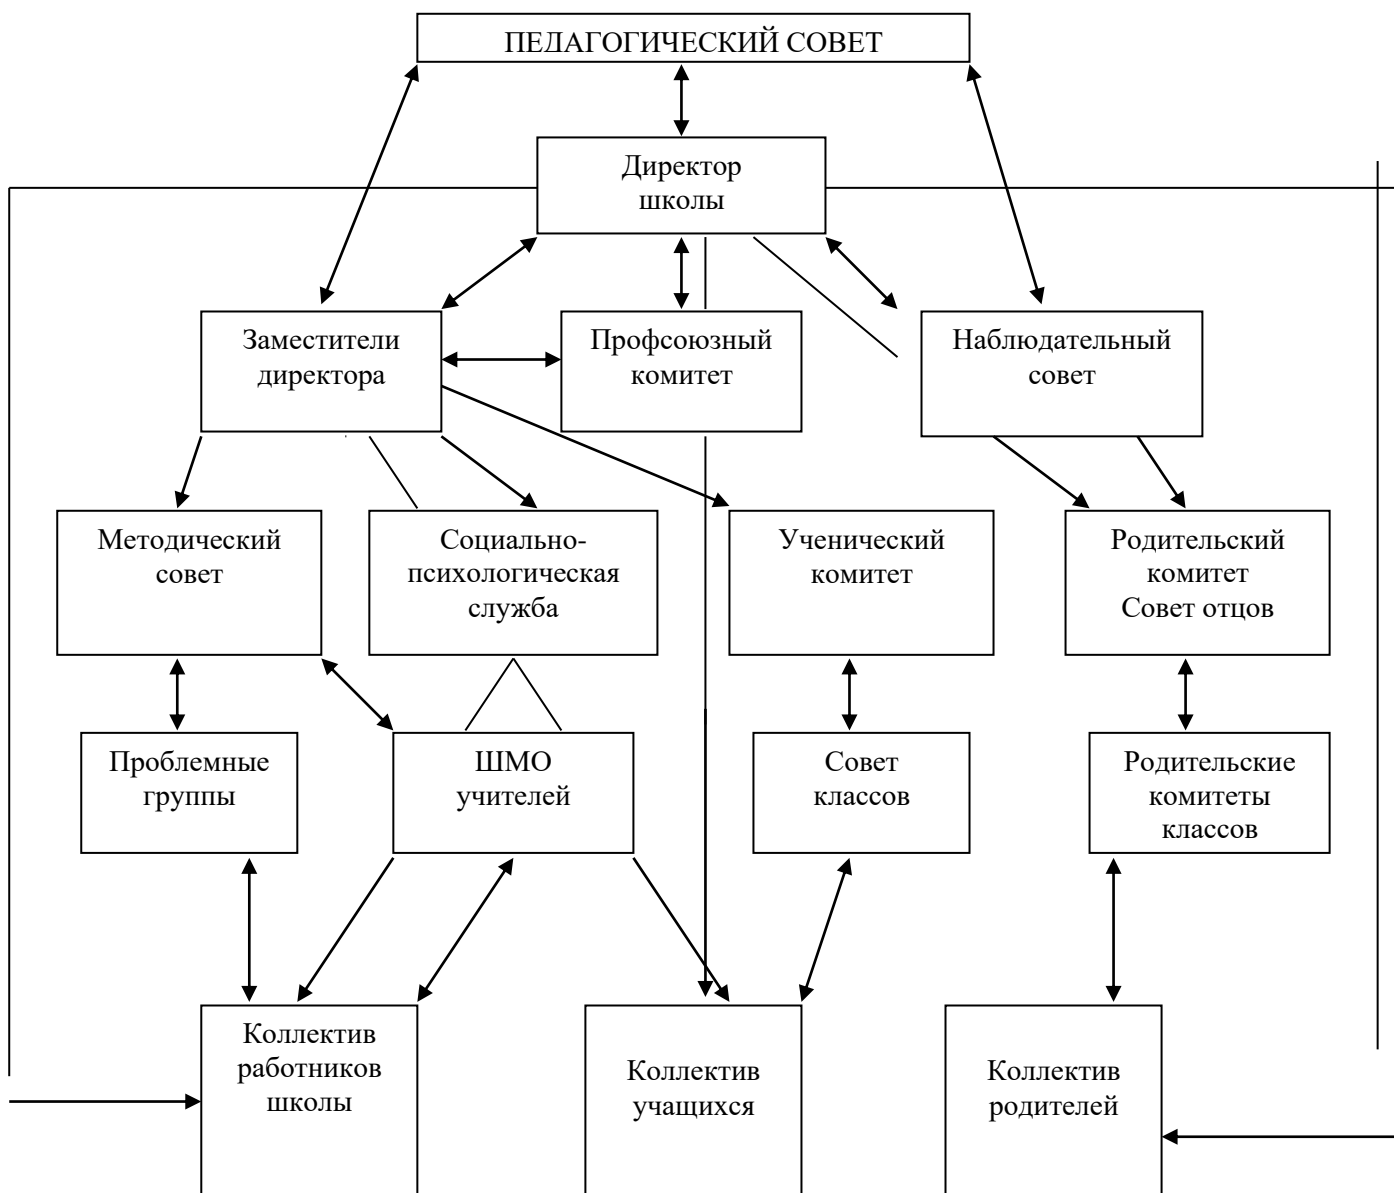 ПЕДАГОГИЧЕСКИЙ СОВЕТ
Директор
школы
Заместители
директора
Профсоюзный
комитет
Наблюдательный
совет
Методический
совет
Социально-
психологическая
служба
Ученический
комитет
Родительский
комитет
Совет отцов
Проблемные
группы
ШМО
учителей
Совет
классов
Родительские
комитеты
классов
Коллектив
работников
школы
Коллектив
учащихся
Коллектив
родителей